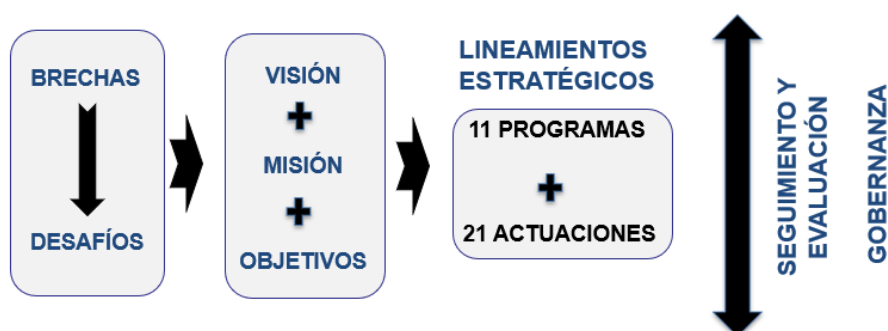 BRECHAS
DESAFÍOS
VISIÓN
+
MISIÓN
+
OBJETIVOS
LINEAMIENTOS
ESTRATÉGICOS
11 PROGRAMAS
+
21 ACTUACIONES
SEGUIMIENTO Y
EVALUACIÓN
GOBERNANZA